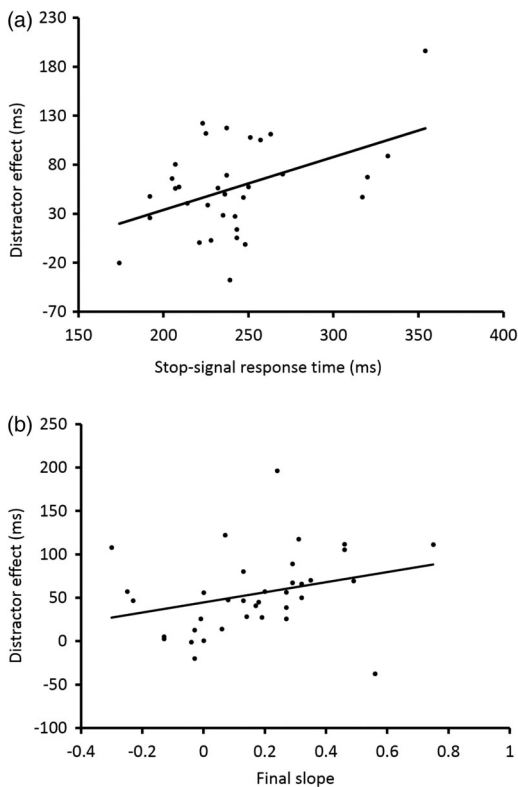 (a)
230
180
130
80
30
-20
-70
150 200 250 300 350 400
Distractor effect (ms)
Stop-signal response time (ms)
(b)
250
200
150
100
50
0
-50
-100
-0.4 -0.2 0 0.2 0.4 0.6 0.8 1
Distractor effect (ms)
Final slope